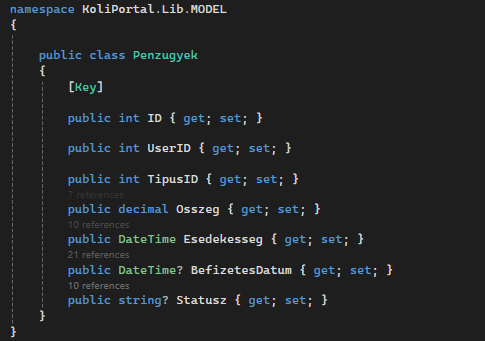 namespace KoliPortal.Lib.MODEL
{
public class Penzugyek
{
[Key]
public int ID { get; set; }
public int UserID { get; set; }
public int TipusID { get; set; }
7 references
public decimal Osszeg { get; set; }
10 references
public DateTime Esedekesseg { get; set; }
21 references
public DateTime? BefizetesDatum { get; set; }
10 references
public string? Statusz { get; set; }
}
}